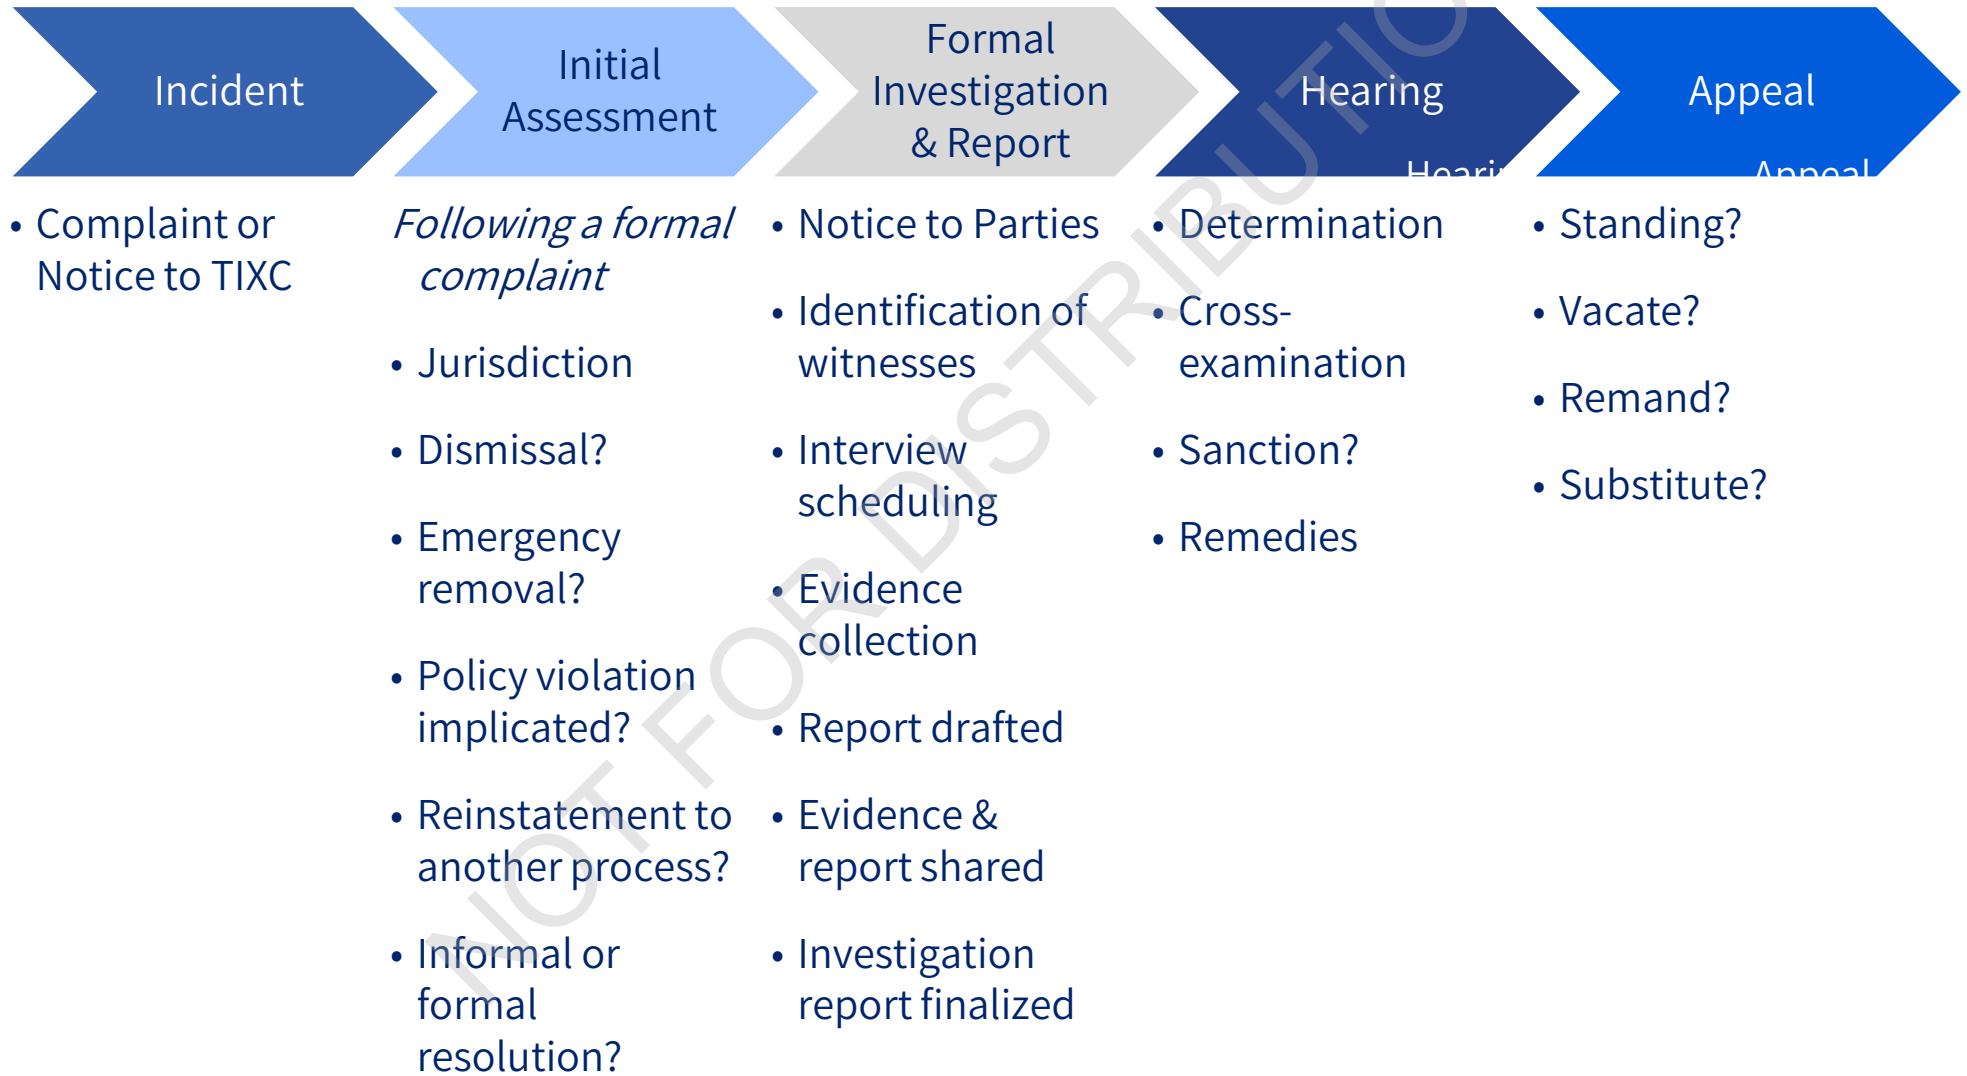 Incident
Initial
Assessment
Formal
Investigation
& Report
Hearing
Appeal
Appeal
• Complaint or
Notice to TIXC
Following a formal
complaint
• Jurisdiction
• Dismissal?
• Emergency
removal?
• Policy violation
implicated?
• Reinstatement to
another process?
• Informal or
formal
resolution?
• Notice to Parties
• Identification of
witnesses
• Interview
scheduling
• Evidence
collection
• Report drafted
• Evidence &
report shared
• Investigation
report finalized
• Determination
• Cross-
examination
• Sanction?
• Remedies
• Standing?
• Vacate?
• Remand?
• Substitute?
NOT FOR DISTRIBUTIO